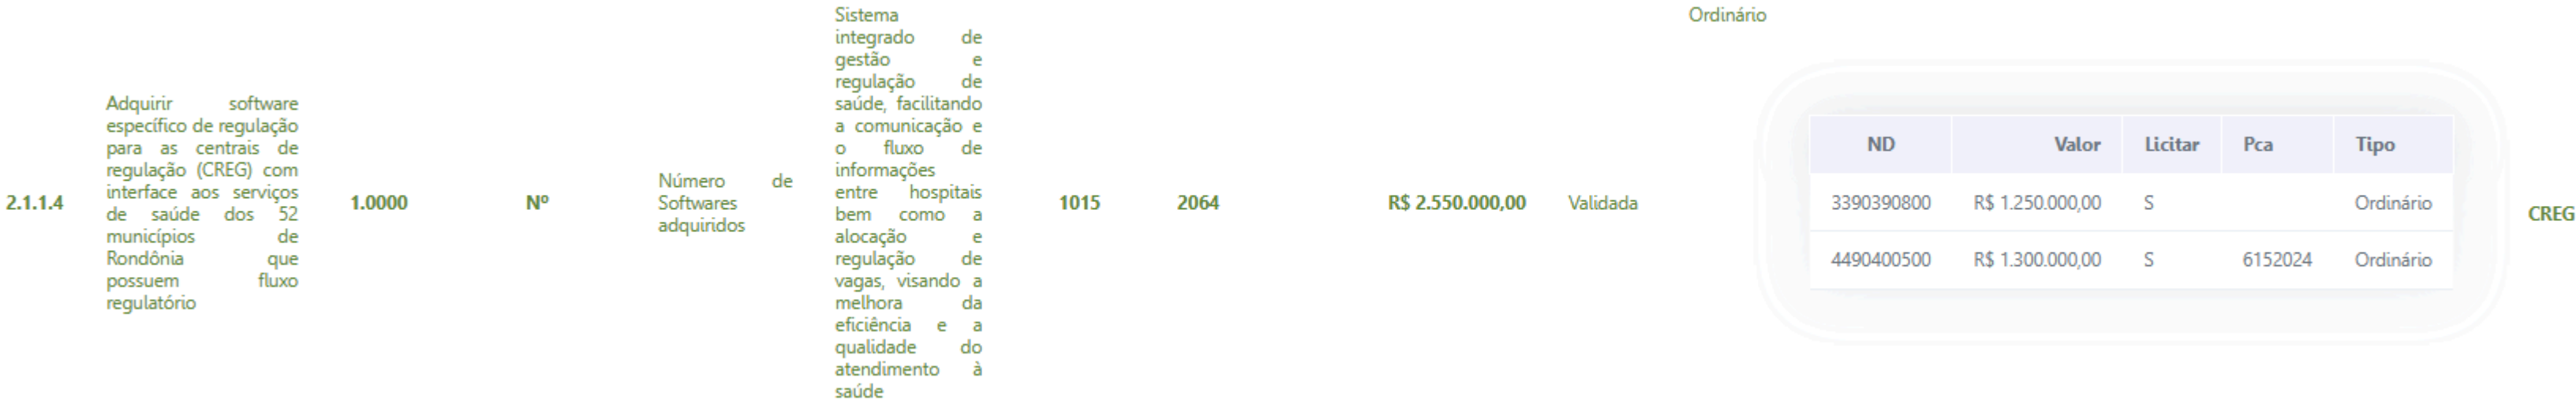 2.1.1.4
Adquirir software
específico de regulação
para as centrais de
regulação (CREG) com
interface aos serviços
de saúde dos 52
municípios de
Rondônia que
possuem fluxo
regulatório
1.0000
Nº
Número de
Softwares
adquiridos
Sistema
integrado de
gestão e
regulação de
saúde, facilitando
a comunicação e
o fluxo de
informações
entre hospitais
bem como a
alocação e
regulação de
vagas, visando a
melhora da
eficiência e a
qualidade do
atendimento à
saúde
1015
2064
R$ 2.550.000,00
Validada
Ordinário
ND Valor Licitar Pca Tipo
3390390800 R$ 1.250.000,00 S Ordinário
4490400500 R$ 1.300.000,00 S 6152024 Ordinário
CREG